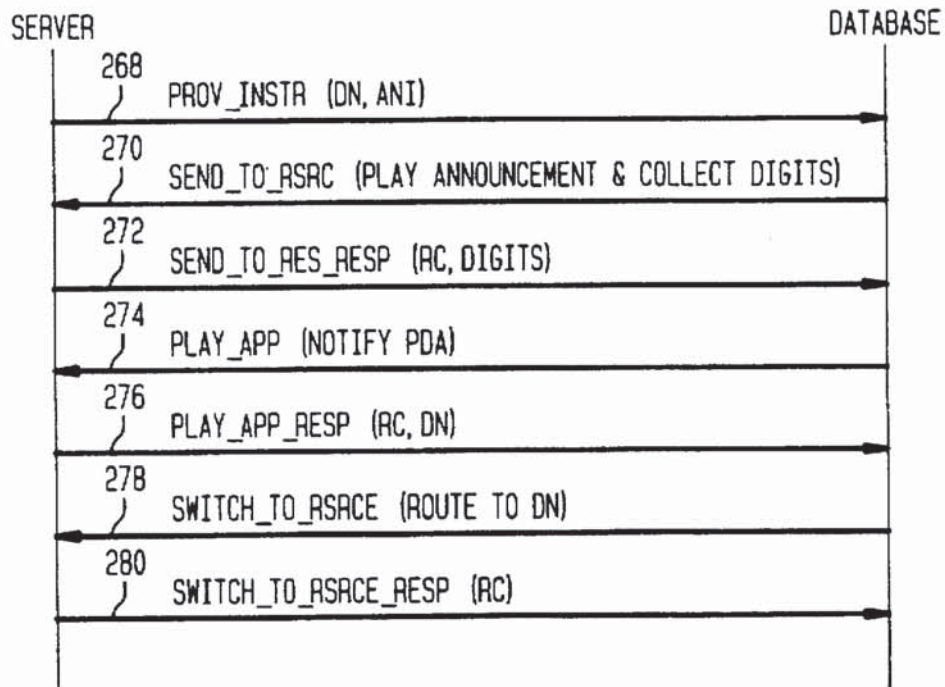 SERVER
DATABASE
268
PROV_INSTR (DN, ANI)
270
SEND_TO_RSRC (PLAY ANNOUNCEMENT & COLLECT DIGITS)
272
SEND_TO_RES_RESP (RC, DIGITS)
274
PLAY_APP (NOTIFY PDA)
276
PLAY_APP_RESP (RC, DN)
278
SWITCH_TO_RSRCE (ROUTE TO DN)
280
SWITCH_TO_RSRCE_RESP (RC)